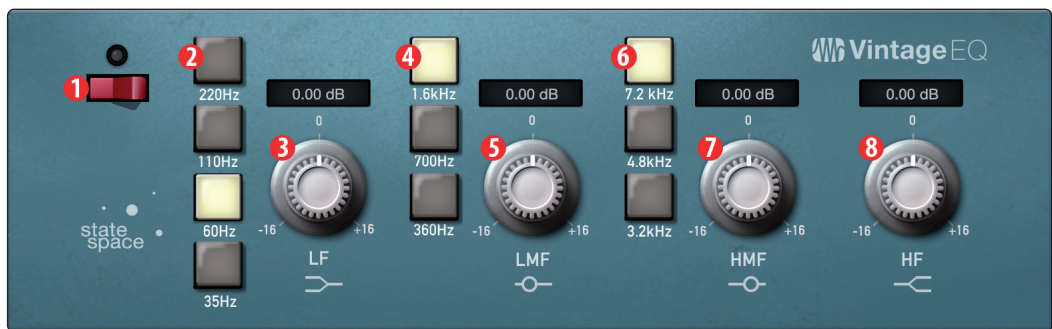 Vintage EQ
1
2
220Hz
110Hz
60Hz
35Hz
0.00 dB
0
3
-16
+16
LF
4
1.6kHz
700Hz
360Hz
0.00 dB
0
5
-16
+16
LMF
6
7.2 kHz
4.8kHz
3.2kHz
0.00 dB
0
7
-16
+16
HMF
0.00 dB
0
8
-16
+16
HF
state
space